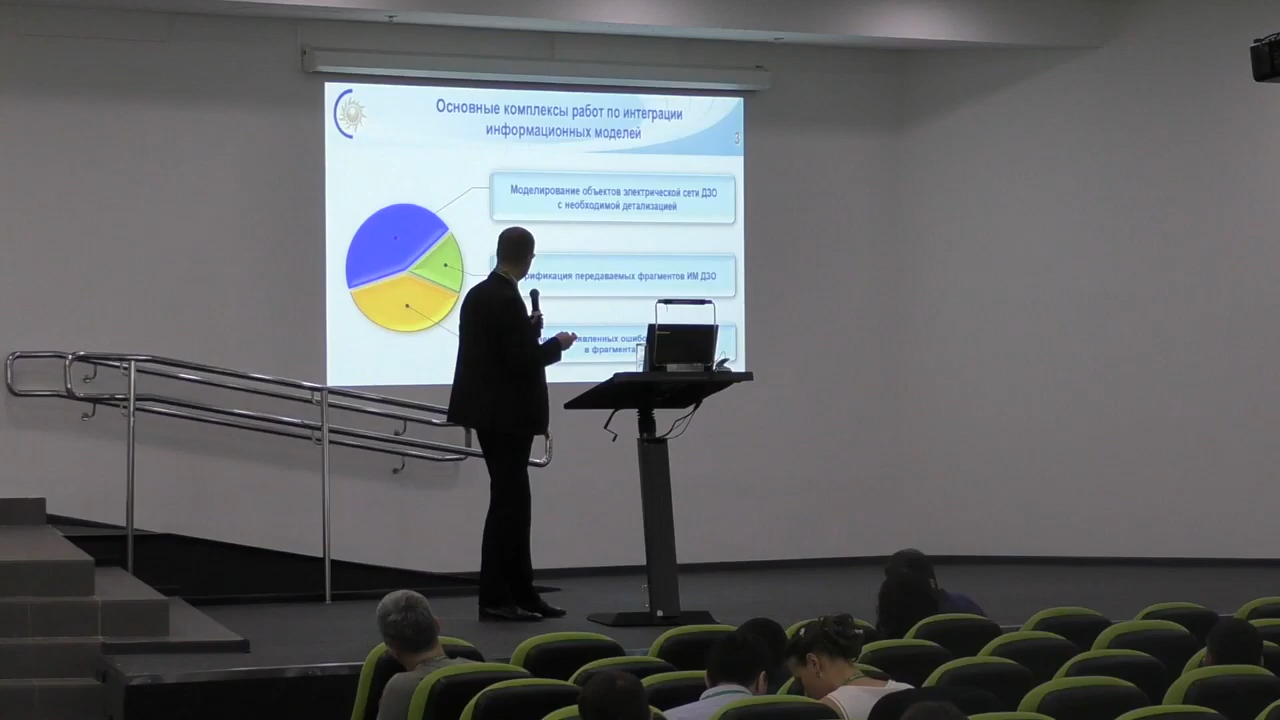 Основные комплексы работ по интеграции
информационных моделей
3
Моделирование объектов электрической сети ДЗО
с необходимой детализацией
передаваемых фрагментов ИМ ДЗО
в